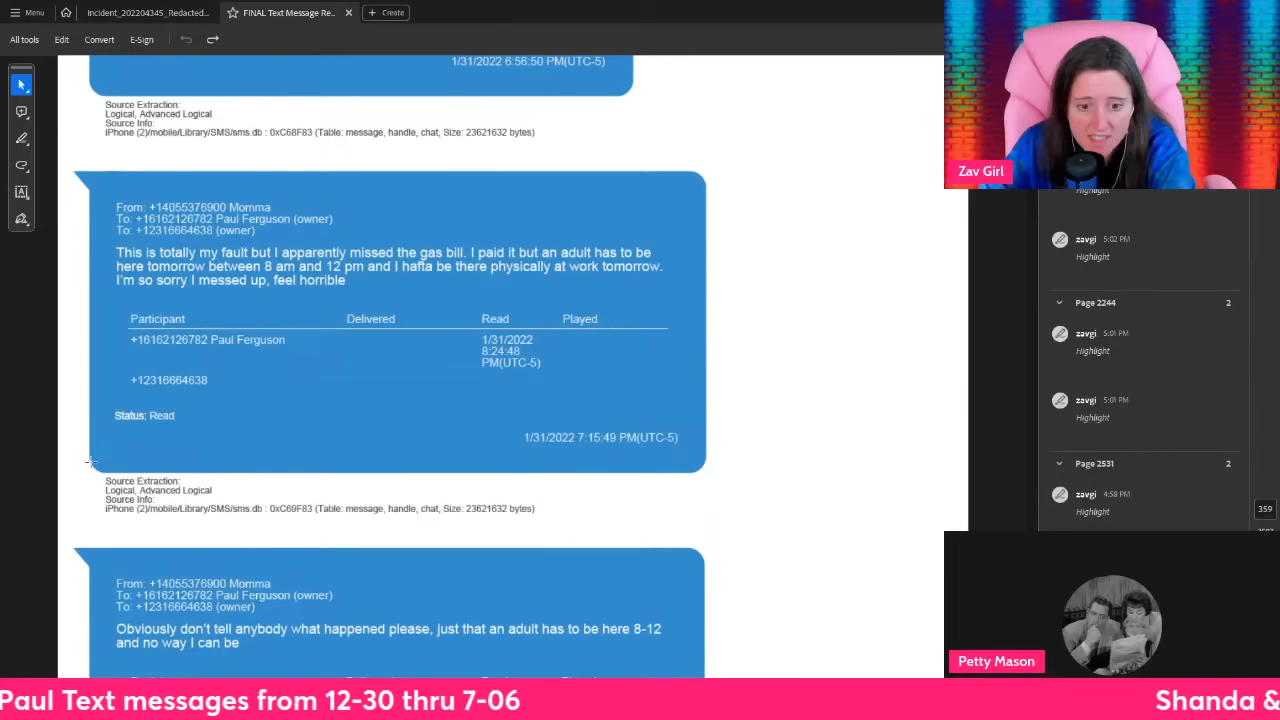 Menu
Incident_202204345_Redacted...
FINAL Text Message Re...
Create
All tools
Edit
Convert
E-Sign
1/31/2022 6:56:50 PM(UTC-5)
Source Extraction:
Logical, Advanced Logical
Source Info:
iPhone (2)/mobile/Library/SMS/sms.db : 0xC68F83 (Table: message, handle, chat, Size: 23621632 bytes)
From: +14055376900 Momma
To: +16162126782 Paul Ferguson (owner)
To: +12316664638 (owner)
This is totally my fault but I apparently missed the gas bill. I paid it but an adult has to be
here tomorrow between 8 am and 12 pm and I hafta be there physically at work tomorrow.
I'm so sorry I messed up, feel horrible
Participant Delivered Read Played
+16162126782 Paul Ferguson 1/31/2022
8:24:48
PM(UTC-5)
+12316664638
Status: Read
1/31/2022 7:15:49 PM(UTC-5)
Source Extraction:
Logical, Advanced Logical
Source Info:
iPhone (2)/mobile/Library/SMS/sms.db : 0xC69F83 (Table: message, handle, chat, Size: 23621632 bytes)
From: +14055376900 Momma
To: +16162126782 Paul Ferguson (owner)
To: +12316664638 (owner)
Obviously don't tell anybody what happened please, just that an adult has to be here 8-12
and no way I can be
Zav Girl
Highlight
zavgi 5:02 PM
Highlight
Page 2244 2
zavgi 5:01 PM
Highlight
zavgi 5:01 PM
Highlight
Page 2531 2
zavgi 4:58 PM
Highlight
359
Petty Mason
Paul Text messages from 12-30 thru 7-06
Shanda &